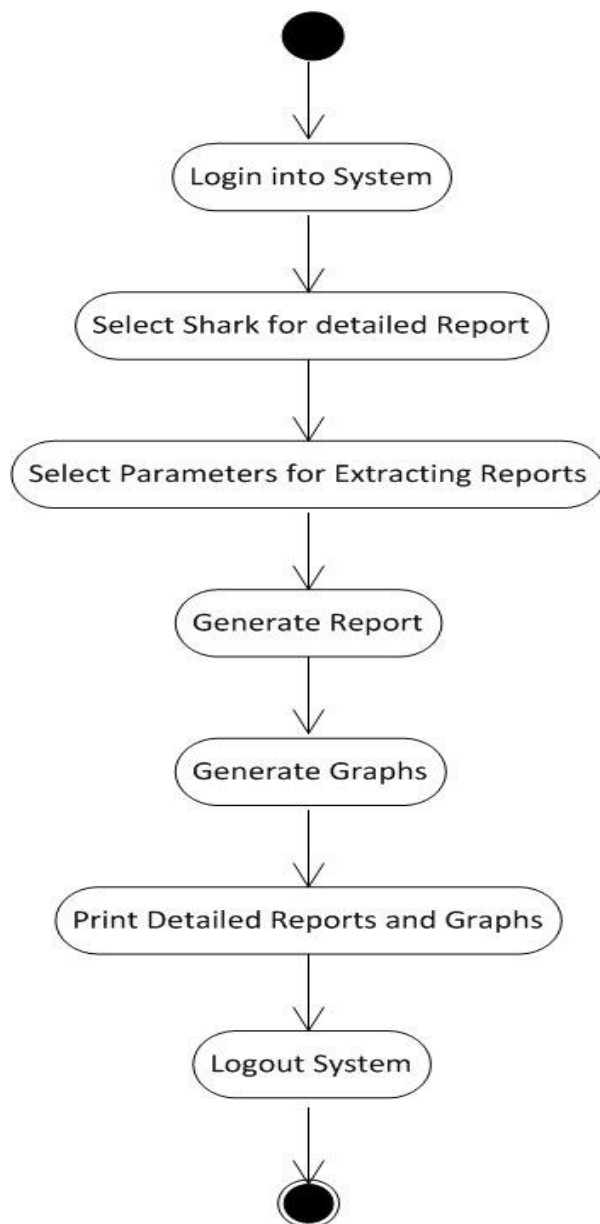 Login into System
Select Shark for detailed Report
Select Parameters for Extracting Reports
Generate Report
Generate Graphs
Print Detailed Reports and Graphs
Logout System